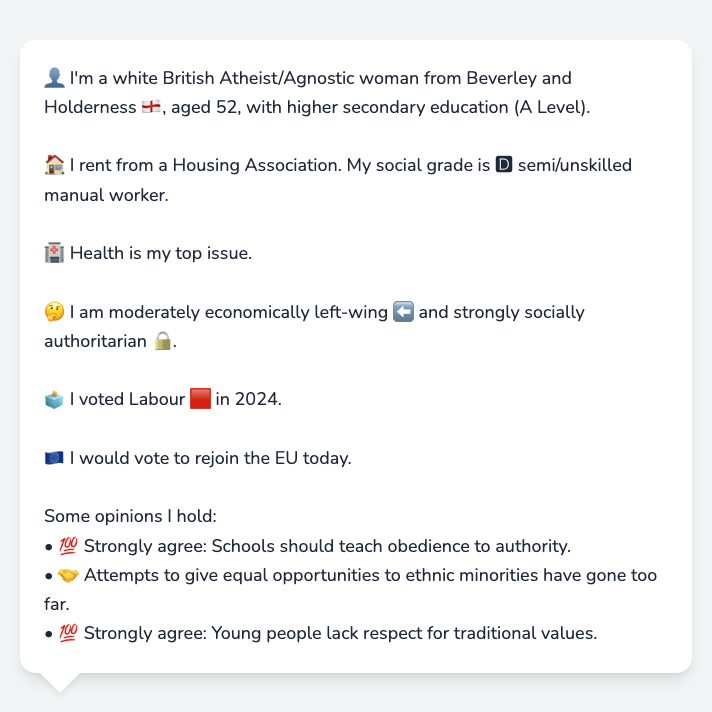 👤 I'm a white British Atheist/Agnostic woman from Beverley and
Holderness 🏴󠁧󠁢󠁥󠁮󠁧󠁿, aged 52, with higher secondary education (A Level).
🏠 I rent from a Housing Association. My social grade is 🅳 semi/unskilled
manual worker.
🏥 Health is my top issue.
🤔 I am moderately economically left-wing ⬅️ and strongly socially
authoritarian 🔒.
🗳️ I voted Labour 🟥 in 2024.
🇪🇺 I would vote to rejoin the EU today.
Some opinions I hold:
• 💯 Strongly agree: Schools should teach obedience to authority.
• 🤝 Attempts to give equal opportunities to ethnic minorities have gone too
far.
• 💯 Strongly agree: Young people lack respect for traditional values.